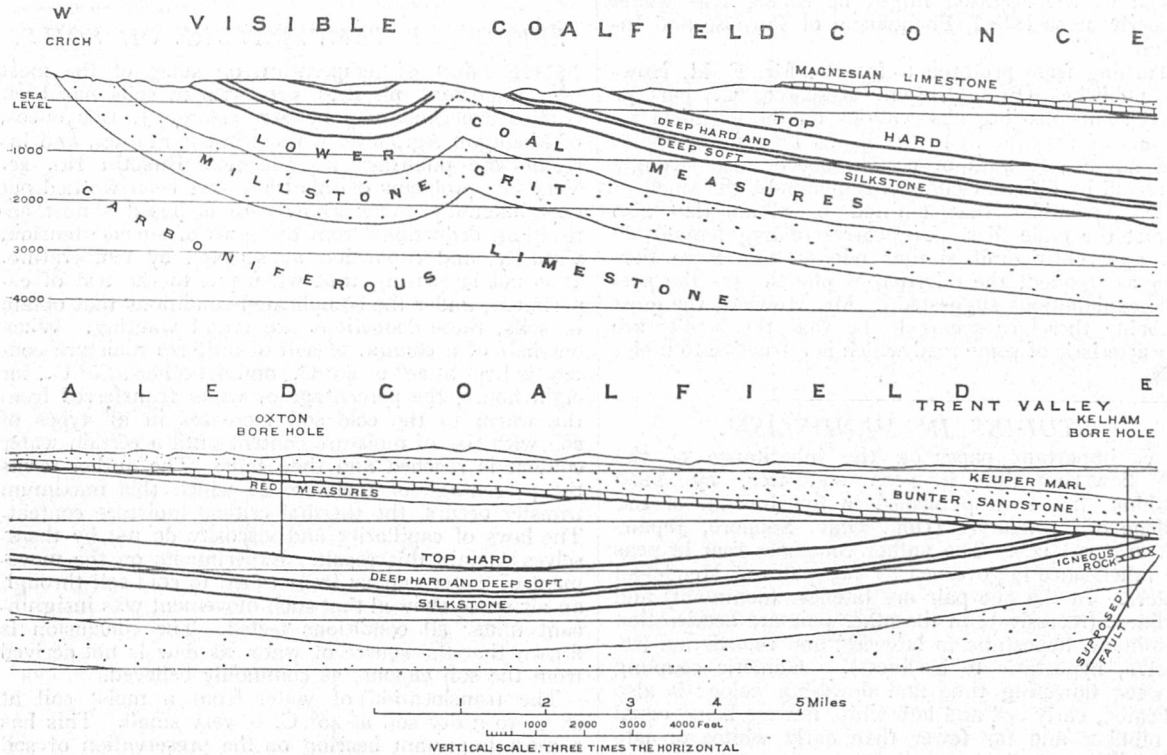 W VISIBLE COALFIELD CONCE
CRICH
MAGNESIAN LIMESTONE
SEA
LEVEL
TOP HARD
DEEP HARD AND
DEEP SOFT
SILKSTONE
1000
LOWER COAL MEASRES
MILLSTONE GRIT
2000
3000
CARBONIFEROUS LIMESTONE
4000
ALED COALFIELD E
TRENT VALLEY
OXTON
BORE HOLE
KELHAM
BORE HOLE
KEUPER MARL
RED MEASURES
BUNTER SANDSTONE
TOP HARD
IGNEOUS
ROCK
DEEP HARD AND DEEP SOFT
SILKSTONE
SUPPOSED
FAULT
1 0 1 2 3 4 5 Miles
1000 2000 3000 4000 Feet
VERTICAL SCALE, THREE TIMES THE HORIZONTAL